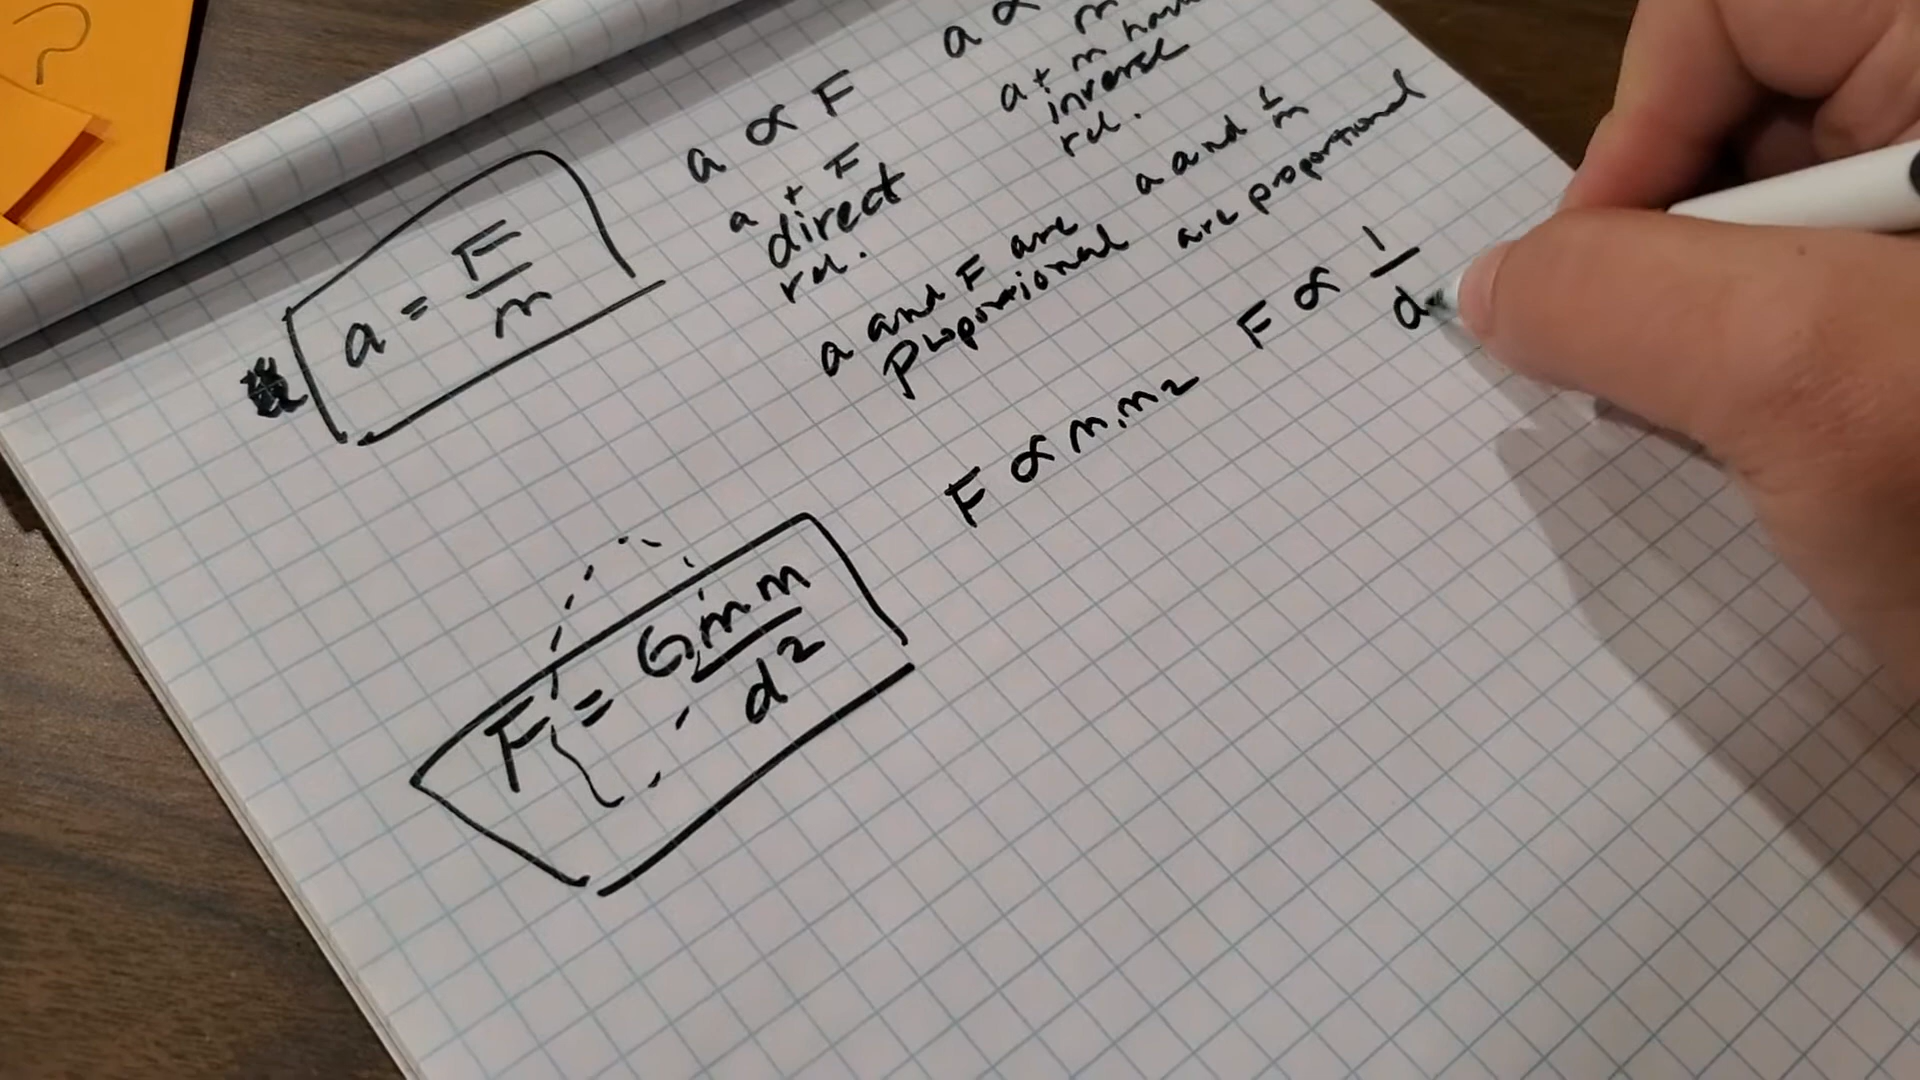 ?
a = F/m
a ∝ F
a + F
direct
rel.
a and F are
proportional
a ∝
m
a + m have
inverse
rel.
a and 1/m
are proportional
F = Gmm/d²
F ∝ m₁m₂
F ∝ 1/d